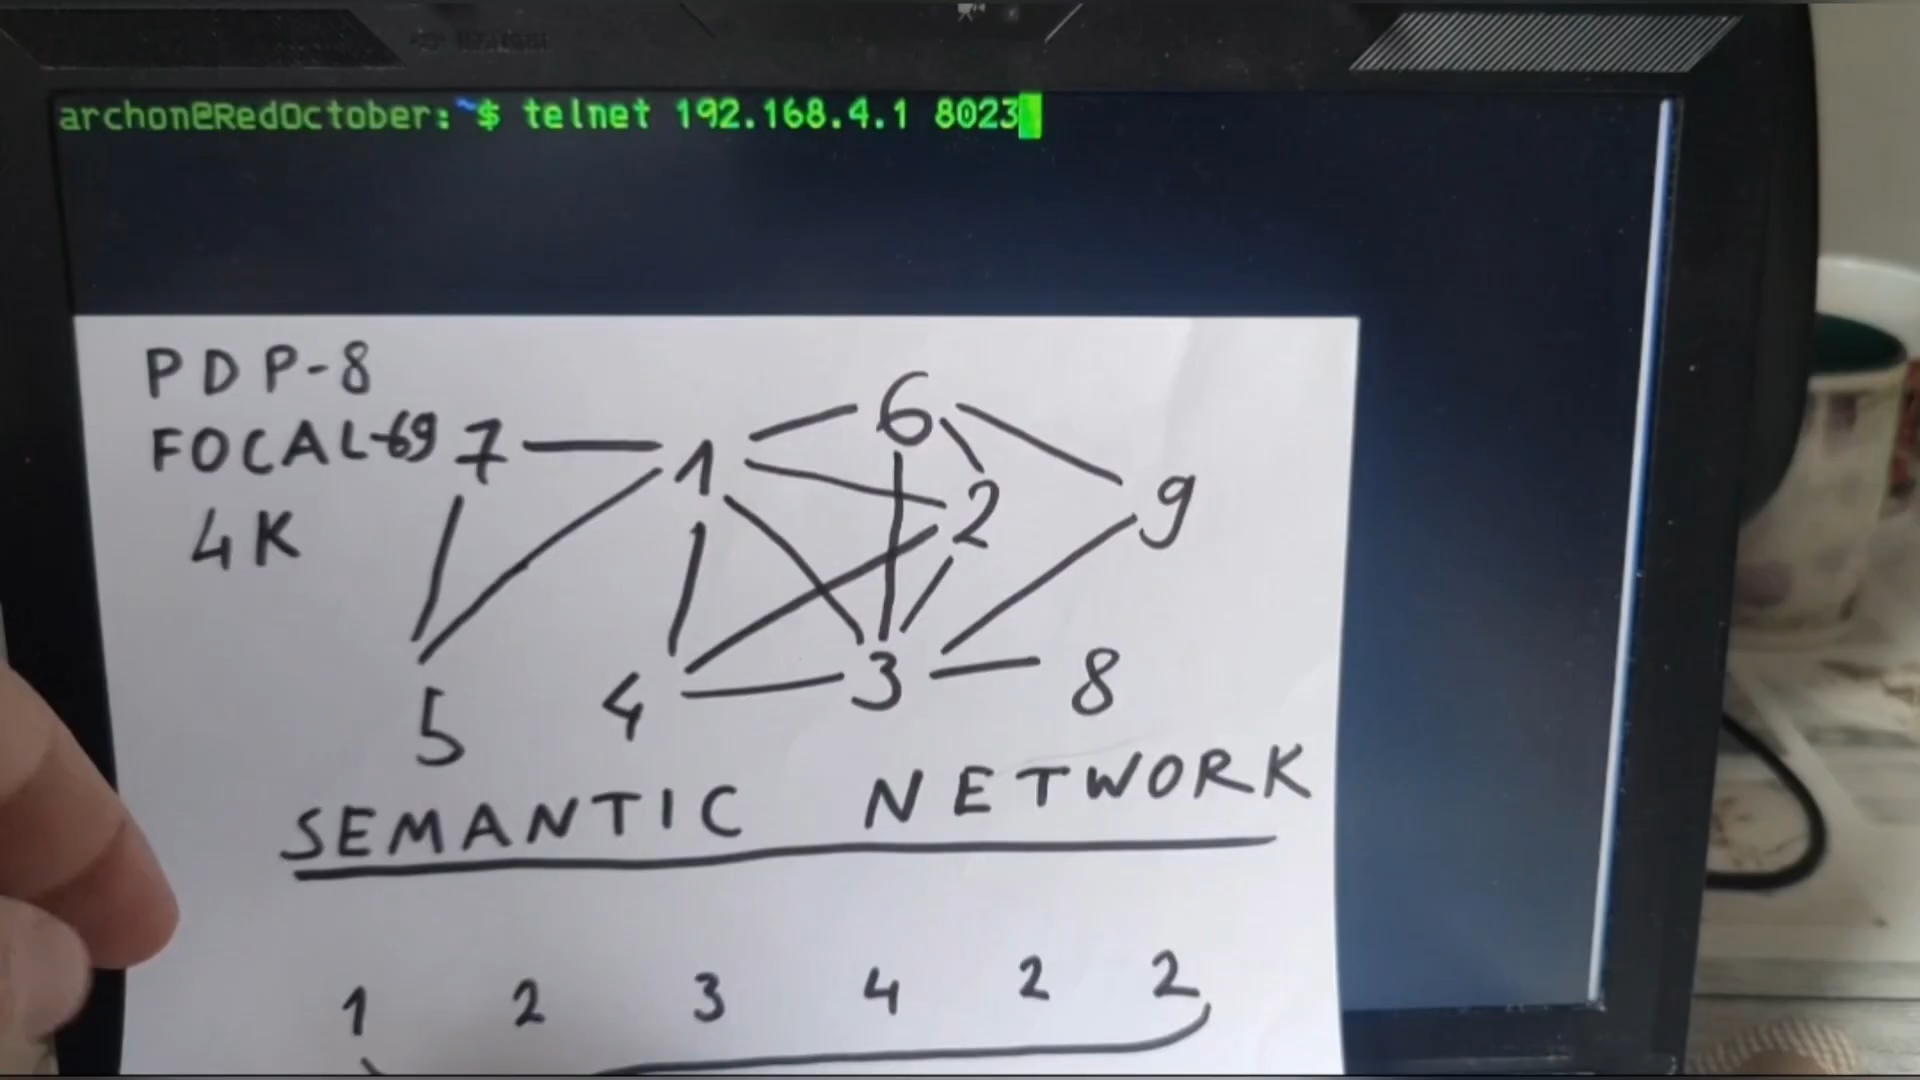 archon@RedOctober:~$ telnet 192.168.4.1 8023
PDP-8
FOCAL-69
4K
7 1 6 2 9
5 4 3 8
SEMANTIC NETWORK
1 2 3 4 2 2